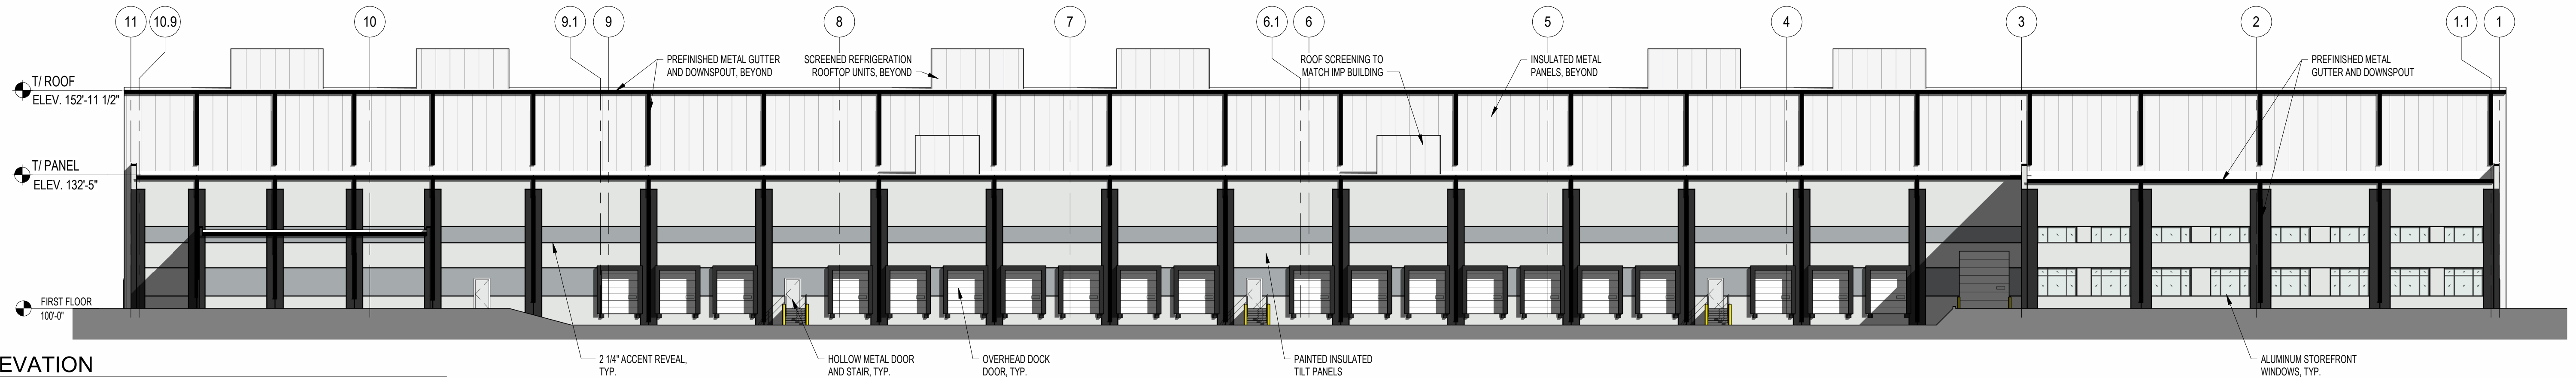 11
10.9
10
9.1
9
8
7
6.1
6
5
4
3
2
1.1
1
T/ ROOF
ELEV. 152'-11 1/2"
PREFINISHED METAL GUTTER
AND DOWNSPOUT, BEYOND
SCREENED REFRIGERATION
ROOFTOP UNITS, BEYOND
ROOF SCREENING TO
MATCH IMP BUILDING
INSULATED METAL
PANELS, BEYOND
PREFINISHED METAL
GUTTER AND DOWNSPOUT
T/ PANEL
ELEV. 132'-5"
FIRST FLOOR
100'-0"
EVATION
2 1/4" ACCENT REVEAL,
TYP.
HOLLOW METAL DOOR
AND STAIR, TYP.
OVERHEAD DOCK
DOOR, TYP.
PAINTED INSULATED
TILT PANELS
ALUMINUM STOREFRONT
WINDOWS, TYP.